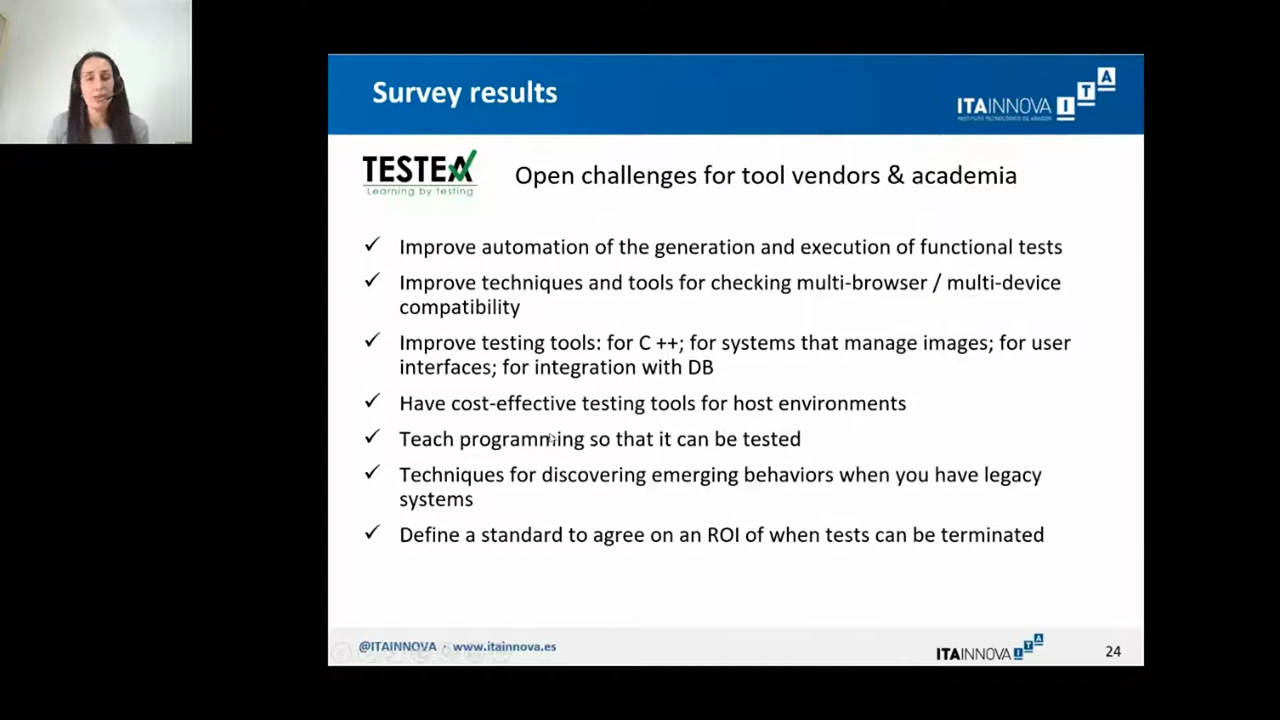 Survey results
ITAINNOVA
INSTITUTO TECNOLÓGICO DE ARAGÓN
I T A
TESTEA
Learning by testing
Open challenges for tool vendors & academia
✓ Improve automation of the generation and execution of functional tests
✓ Improve techniques and tools for checking multi-browser / multi-device
compatibility
✓ Improve testing tools: for C ++; for systems that manage images; for user
interfaces; for integration with DB
✓ Have cost-effective testing tools for host environments
✓ Teach programming so that it can be tested
✓ Techniques for discovering emerging behaviors when you have legacy
systems
✓ Define a standard to agree on an ROI of when tests can be terminated
@ITAINNOVA · www.itainnova.es
ITAINNOVA I T A
24